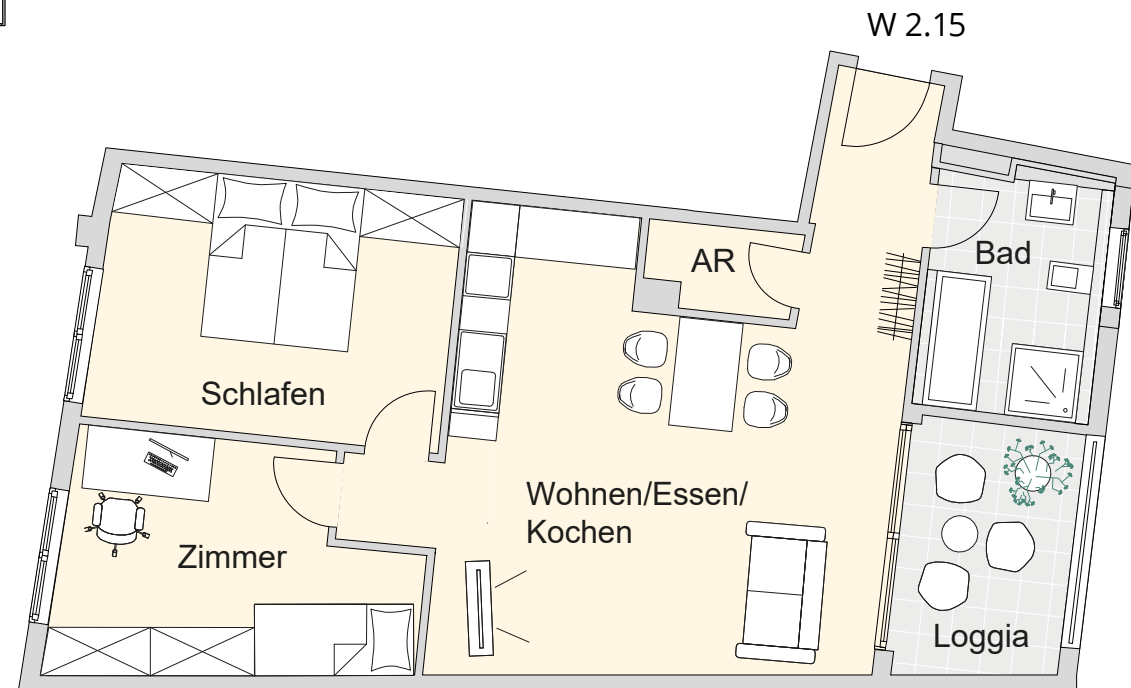 W 2.15
AR
Bad
Schlafen
Wohnen/Essen/
Kochen
Zimmer
Loggia